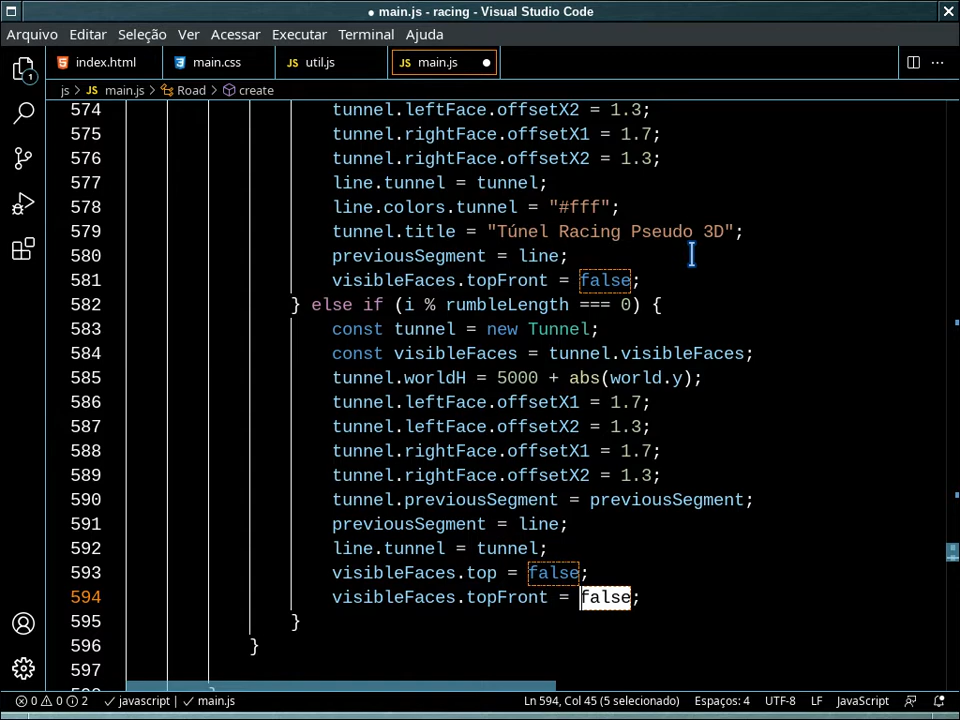 ● main.js - racing - Visual Studio Code
Arquivo Editar Seleção Ver Acessar Executar Terminal Ajuda
index.html main.css JS util.js JS main.js ●
js > JS main.js > Road > create
574 tunnel.leftFace.offsetX2 = 1.3;
575 tunnel.rightFace.offsetX1 = 1.7;
576 tunnel.rightFace.offsetX2 = 1.3;
577 line.tunnel = tunnel;
578 line.colors.tunnel = "#fff";
579 tunnel.title = "Túnel Racing Pseudo 3D";
580 previousSegment = line;
581 visibleFaces.topFront = false;
582 } else if (i % rumbleLength === 0) {
583 const tunnel = new Tunnel;
584 const visibleFaces = tunnel.visibleFaces;
585 tunnel.worldH = 5000 + abs(world.y);
586 tunnel.leftFace.offsetX1 = 1.7;
587 tunnel.leftFace.offsetX2 = 1.3;
588 tunnel.rightFace.offsetX1 = 1.7;
589 tunnel.rightFace.offsetX2 = 1.3;
590 tunnel.previousSegment = previousSegment;
591 previousSegment = line;
592 line.tunnel = tunnel;
593 visibleFaces.top = false;
594 visibleFaces.topFront = false;
595 }
596 }
597
1
0 0 2 javascript | main.js Ln 594, Col 45 (5 selecionado) Espaços: 4 UTF-8 LF JavaScript